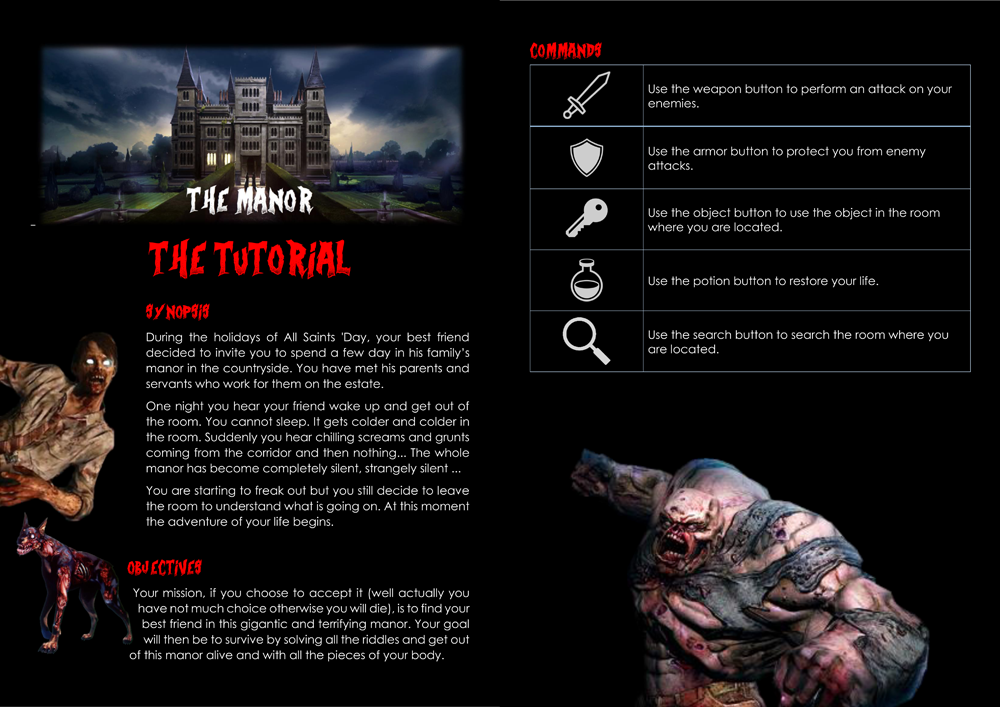 THE MANOR
THE TUTORIAL
SYNOPSIS
During the holidays of All Saints 'Day, your best friend
decided to invite you to spend a few day in his family's
manor in the countryside. You have met his parents and
servants who work for them on the estate.
One night you hear your friend wake up and get out of
the room. You cannot sleep. It gets colder and colder in
the room. Suddenly you hear chilling screams and grunts
coming from the corridor and then nothing... The whole
manor has become completely silent, strangely silent ...
You are starting to freak out but you still decide to leave
the room to understand what is going on. At this moment
the adventure of your life begins.
OBJECTIVES
Your mission, if you choose to accept it (well actually you
have not much choice otherwise you will die), is to find your
best friend in this gigantic and terrifying manor. Your goal
will then be to survive by solving all the riddles and get out
of this manor alive and with all the pieces of your body.
COMMANDS
Use the weapon button to perform an attack on your
enemies.
Use the armor button to protect you from enemy
attacks.
Use the object button to use the object in the room
where you are located.
Use the potion button to restore your life.
Use the search button to search the room where you
are located.